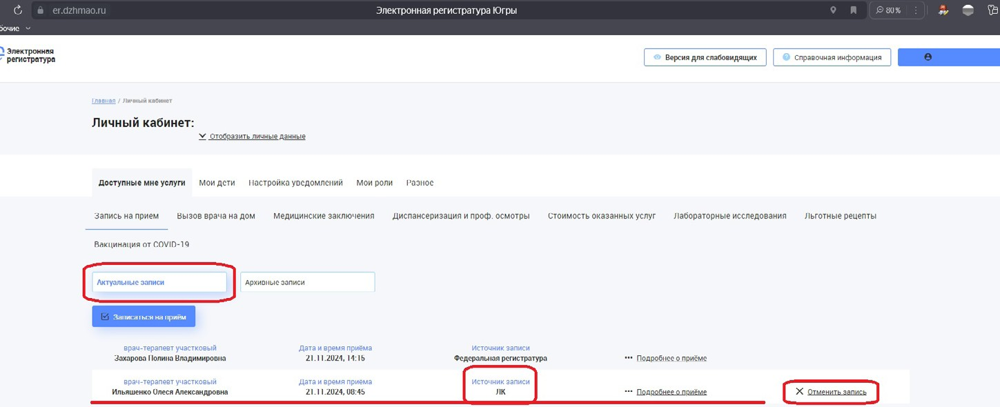 er.dzhmao.ru
Электронная регистратура Югры
80 %
бочие
Электронная
регистратура
Версия для слабовидящих
Справочная информация
Главная / Личный кабинет
Личный кабинет:
Отобразить личные данные
Доступные мне услуги Мои дети Настройка уведомлений Мои роли Разное
Запись на прием Вызов врача на дом Медицинские заключения Диспансеризация и проф. осмотры Стоимость оказанных услуг Лабораторные исследования Льготные рецепты
Вакцинация от COVID-19
Актуальные записи Архивные записи
Записаться на приём
врач-терапевт участковый Дата и время приёма Источник записи
Захарова Полина Владимировна 21.11.2024, 14:15 Федеральная регистратура ••• Подробнее о приёме
врач-терапевт участковый Дата и время приёма Источник записи
Ильяшенко Олеся Александровна 21.11.2024, 08:45 ЛК ••• Подробнее о приёме Отменить запись